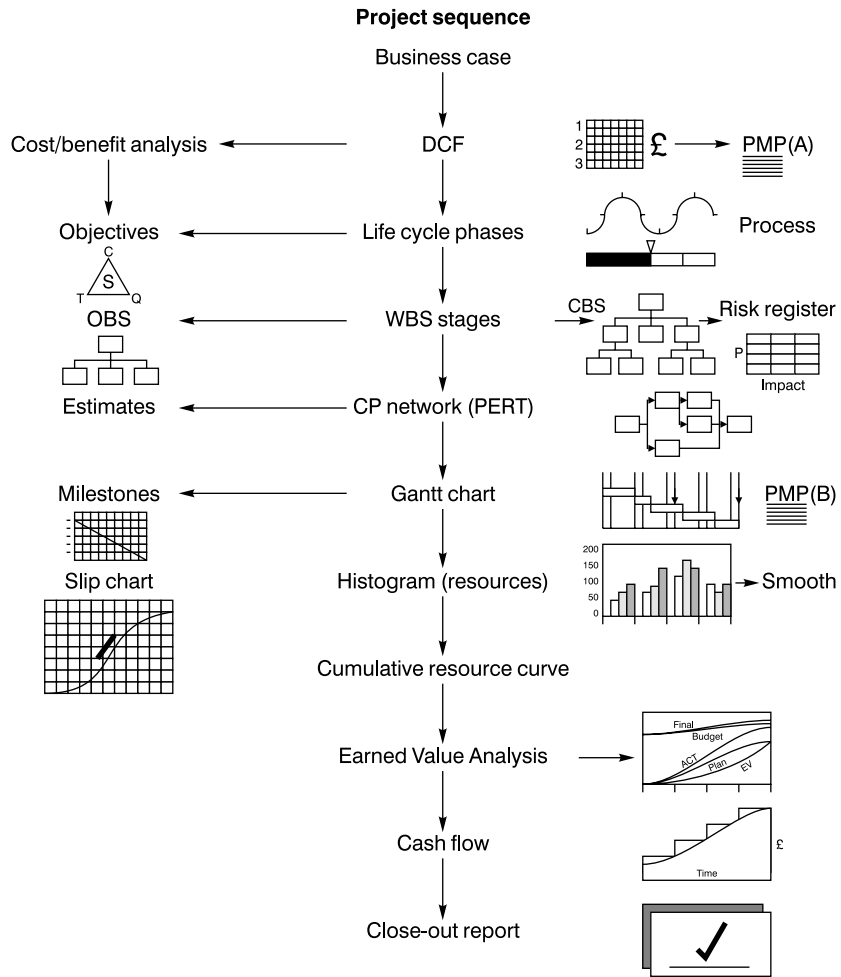 Project sequence
Business case
Cost/benefit analysis
DCF
1
2
3
£
PMP(A)
Objectives
C
S
T
Q
Life cycle phases
Process
OBS
WBS stages
CBS
Risk register
P
Impact
Estimates
CP network (PERT)
Milestones
Gantt chart
PMP(B)
Slip chart
Histogram (resources)
200
150
100
50
0
Smooth
Cumulative resource curve
Earned Value Analysis
Final
Budget
ACT
Plan
EV
Cash flow
£
Time
Close-out report